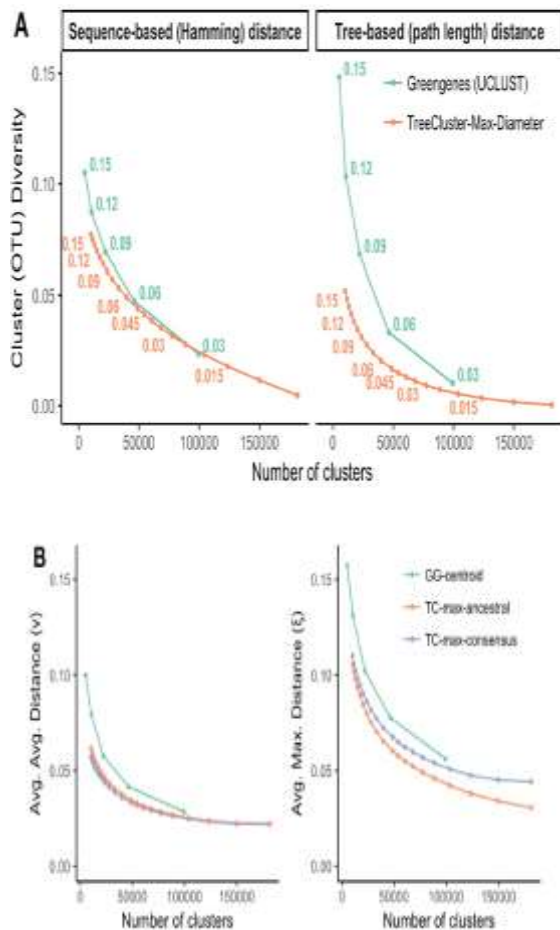 A
Sequence-based (Hamming) distance
Tree-based (path length) distance
Cluster (OTU) Diversity
0.15
0.10
0.05
0.00
0.15
0.12
0.09
0.06
0.03
0.15
0.12
0.09
0.06
0.045
0.03
0.015
0.15
0.12
0.09
0.06
0.03
0.15
0.12
0.09
0.06
0.045
0.03
0.015
Greengenes (UCLUST)
TreeCluster-Max-Diameter
0 50000 100000 150000
0 50000 100000 150000
Number of clusters
B
Avg. Avg. Distance (ν)
0.15
0.10
0.05
0.00
0 50000 100000 150000
Number of clusters
Avg. Max. Distance (ξ)
0.15
0.10
0.05
0.00
GG-centroid
TC-max-ancestral
TC-max-consensus
0 50000 100000 150000
Number of clusters